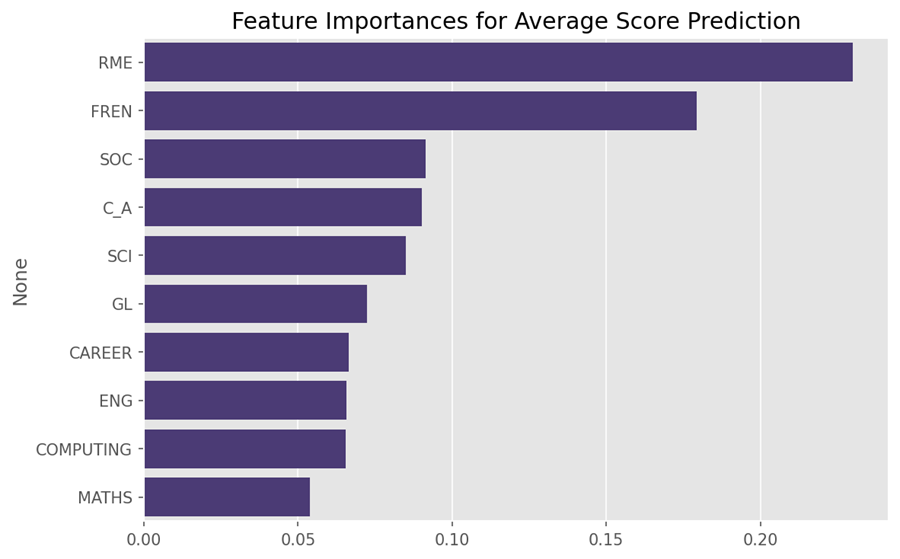 Feature Importances for Average Score Prediction
RME
FREN
SOC
C_A
SCI
GL
CAREER
ENG
COMPUTING
MATHS
None
0.00 0.05 0.10 0.15 0.20